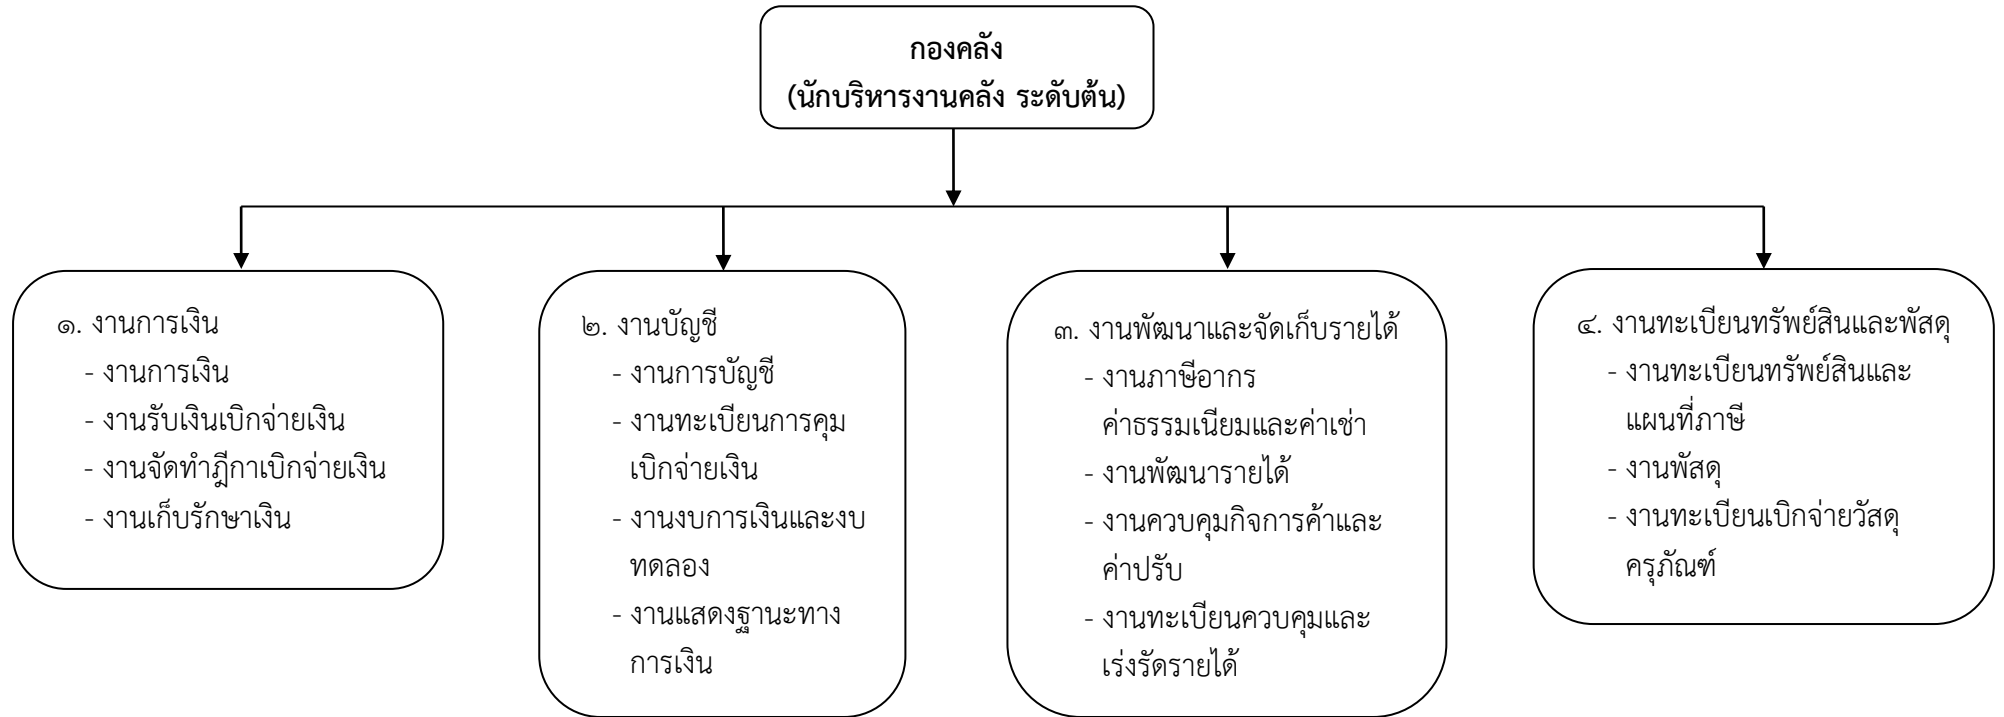 กองคลัง
(นักบริหารงานคลัง ระดับต้น)
๑. งานการเงิน
- งานการเงิน
- งานรับเงินเบิกจ่ายเงิน
- งานจัดทำฎีกาเบิกจ่ายเงิน
- งานเก็บรักษาเงิน
๒. งานบัญชี
- งานการบัญชี
- งานทะเบียนการคุม
เบิกจ่ายเงิน
- งานงบการเงินและงบ
ทดลอง
- งานแสดงฐานะทาง
การเงิน
๓. งานพัฒนาและจัดเก็บรายได้
- งานภาษีอากร
ค่าธรรมเนียมและค่าเช่า
- งานพัฒนารายได้
- งานควบคุมกิจการค้าและ
ค่าปรับ
- งานทะเบียนควบคุมและ
เร่งรัดรายได้
๔. งานทะเบียนทรัพย์สินและพัสดุ
- งานทะเบียนทรัพย์สินและ
แผนที่ภาษี
- งานพัสดุ
- งานทะเบียนเบิกจ่ายวัสดุ
ครุภัณฑ์